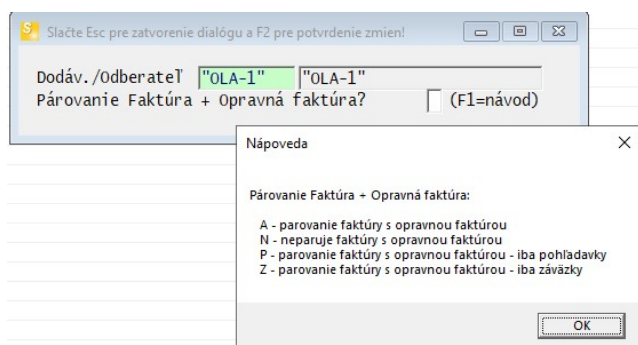 Slačte Esc pre zatvorenie dialógu a F2 pre potvrdenie zmien!
Dodáv./Odberateľ "OLA-1" "OLA-1"
Párovanie Faktúra + Opravná faktúra? (F1=návod)
Nápoveda
Párovanie Faktúra + Opravná faktúra:
A - parovanie faktúry s opravnou faktúrou
N - neparuje faktúry s opravnou faktúrou
P - parovanie faktúry s opravnou faktúrou - iba pohľadavky
Z - parovanie faktúry s opravnou faktúrou - iba záväzky
OK